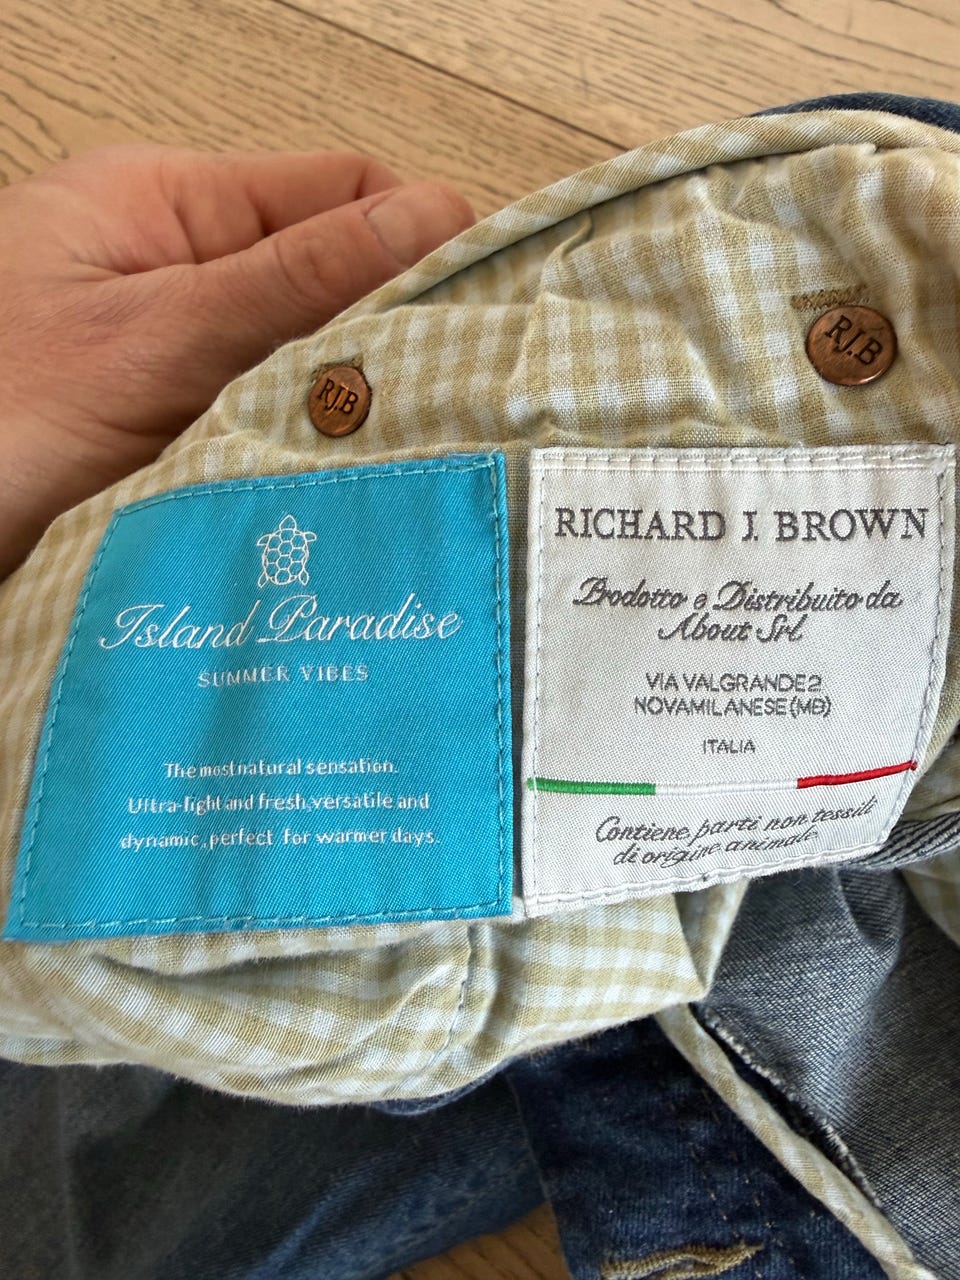 RJ.B
RJ.B
Island Paradise
SUMMER VIBES
The most natural sensation.
Ultra-light and fresh, versatile and
dynamic, perfect for warmer days.
RICHARD J. BROWN
Prodotto e Distribuito da
About Srl
VIA VALGRANDE 2
NOVA MILANESE (MB)
ITALIA
Contiene parti non tessili
di origine animale